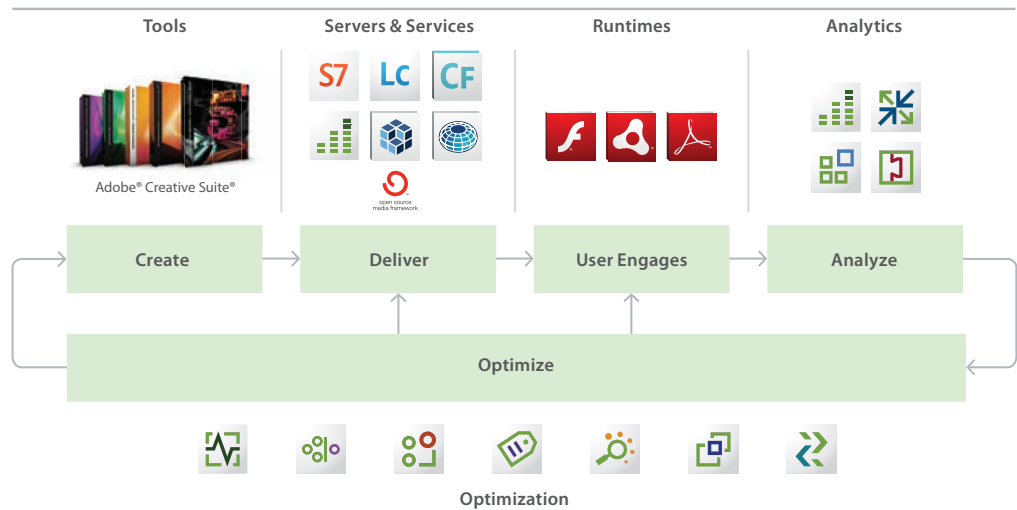 Tools
Servers & Services
Runtimes
Analytics
S7
Lc
CF
Adobe® Creative Suite®
open source
media framework
Create
Deliver
User Engages
Analyze
Optimize
Optimization